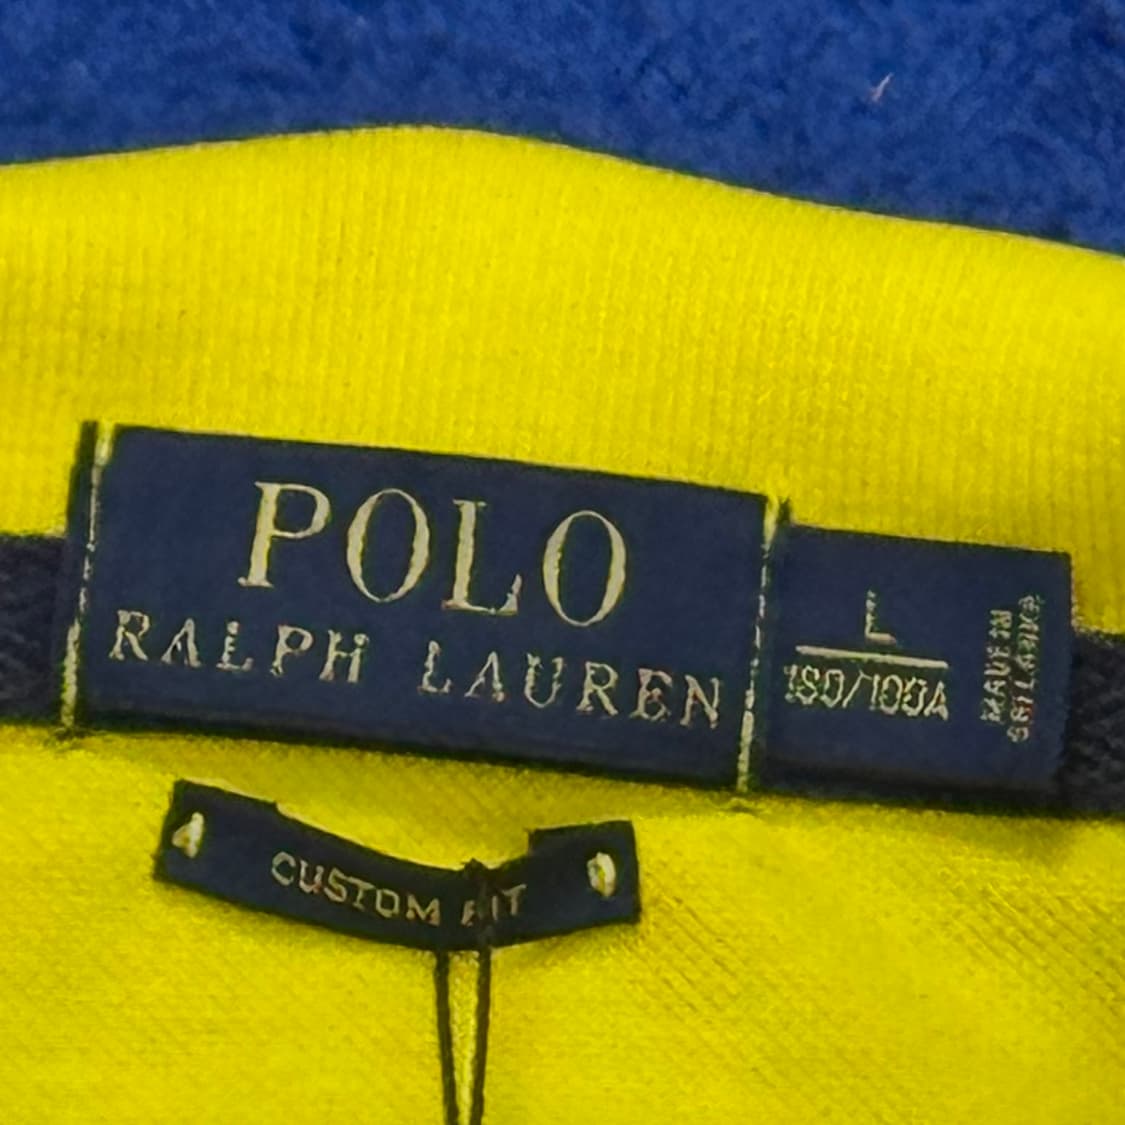 POLO
RALPH LAUREN
L
180/100A
MADE IN
SRI LANKA
CUSTOM FIT